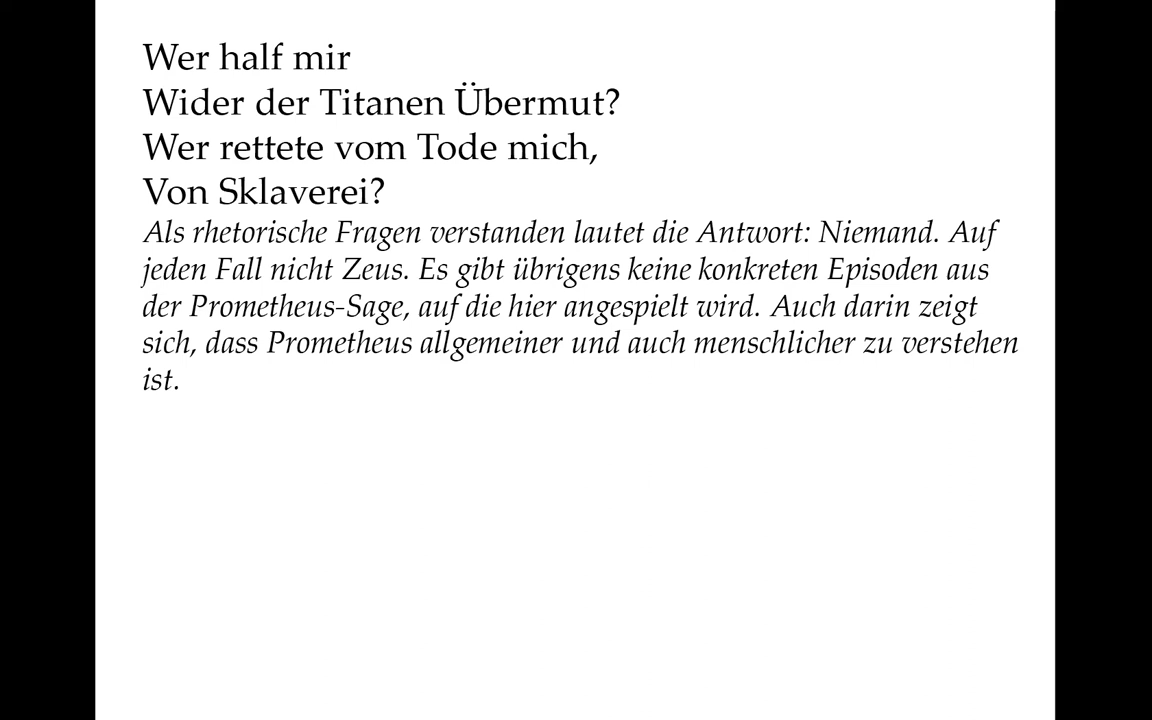 Wer half mir
Wider der Titanen Übermut?
Wer rettete vom Tode mich,
Von Sklaverei?
Als rhetorische Fragen verstanden lautet die Antwort: Niemand. Auf
jeden Fall nicht Zeus. Es gibt übrigens keine konkreten Episoden aus
der Prometheus-Sage, auf die hier angespielt wird. Auch darin zeigt
sich, dass Prometheus allgemeiner und auch menschlicher zu verstehen
ist.